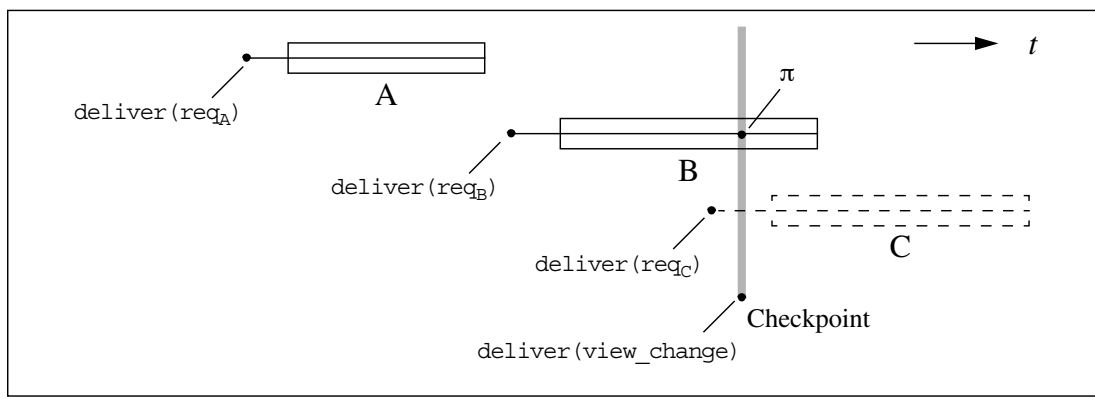 t
π
A
deliver(req_A)
B
deliver(req_B)
C
deliver(req_C)
Checkpoint
deliver(view_change)